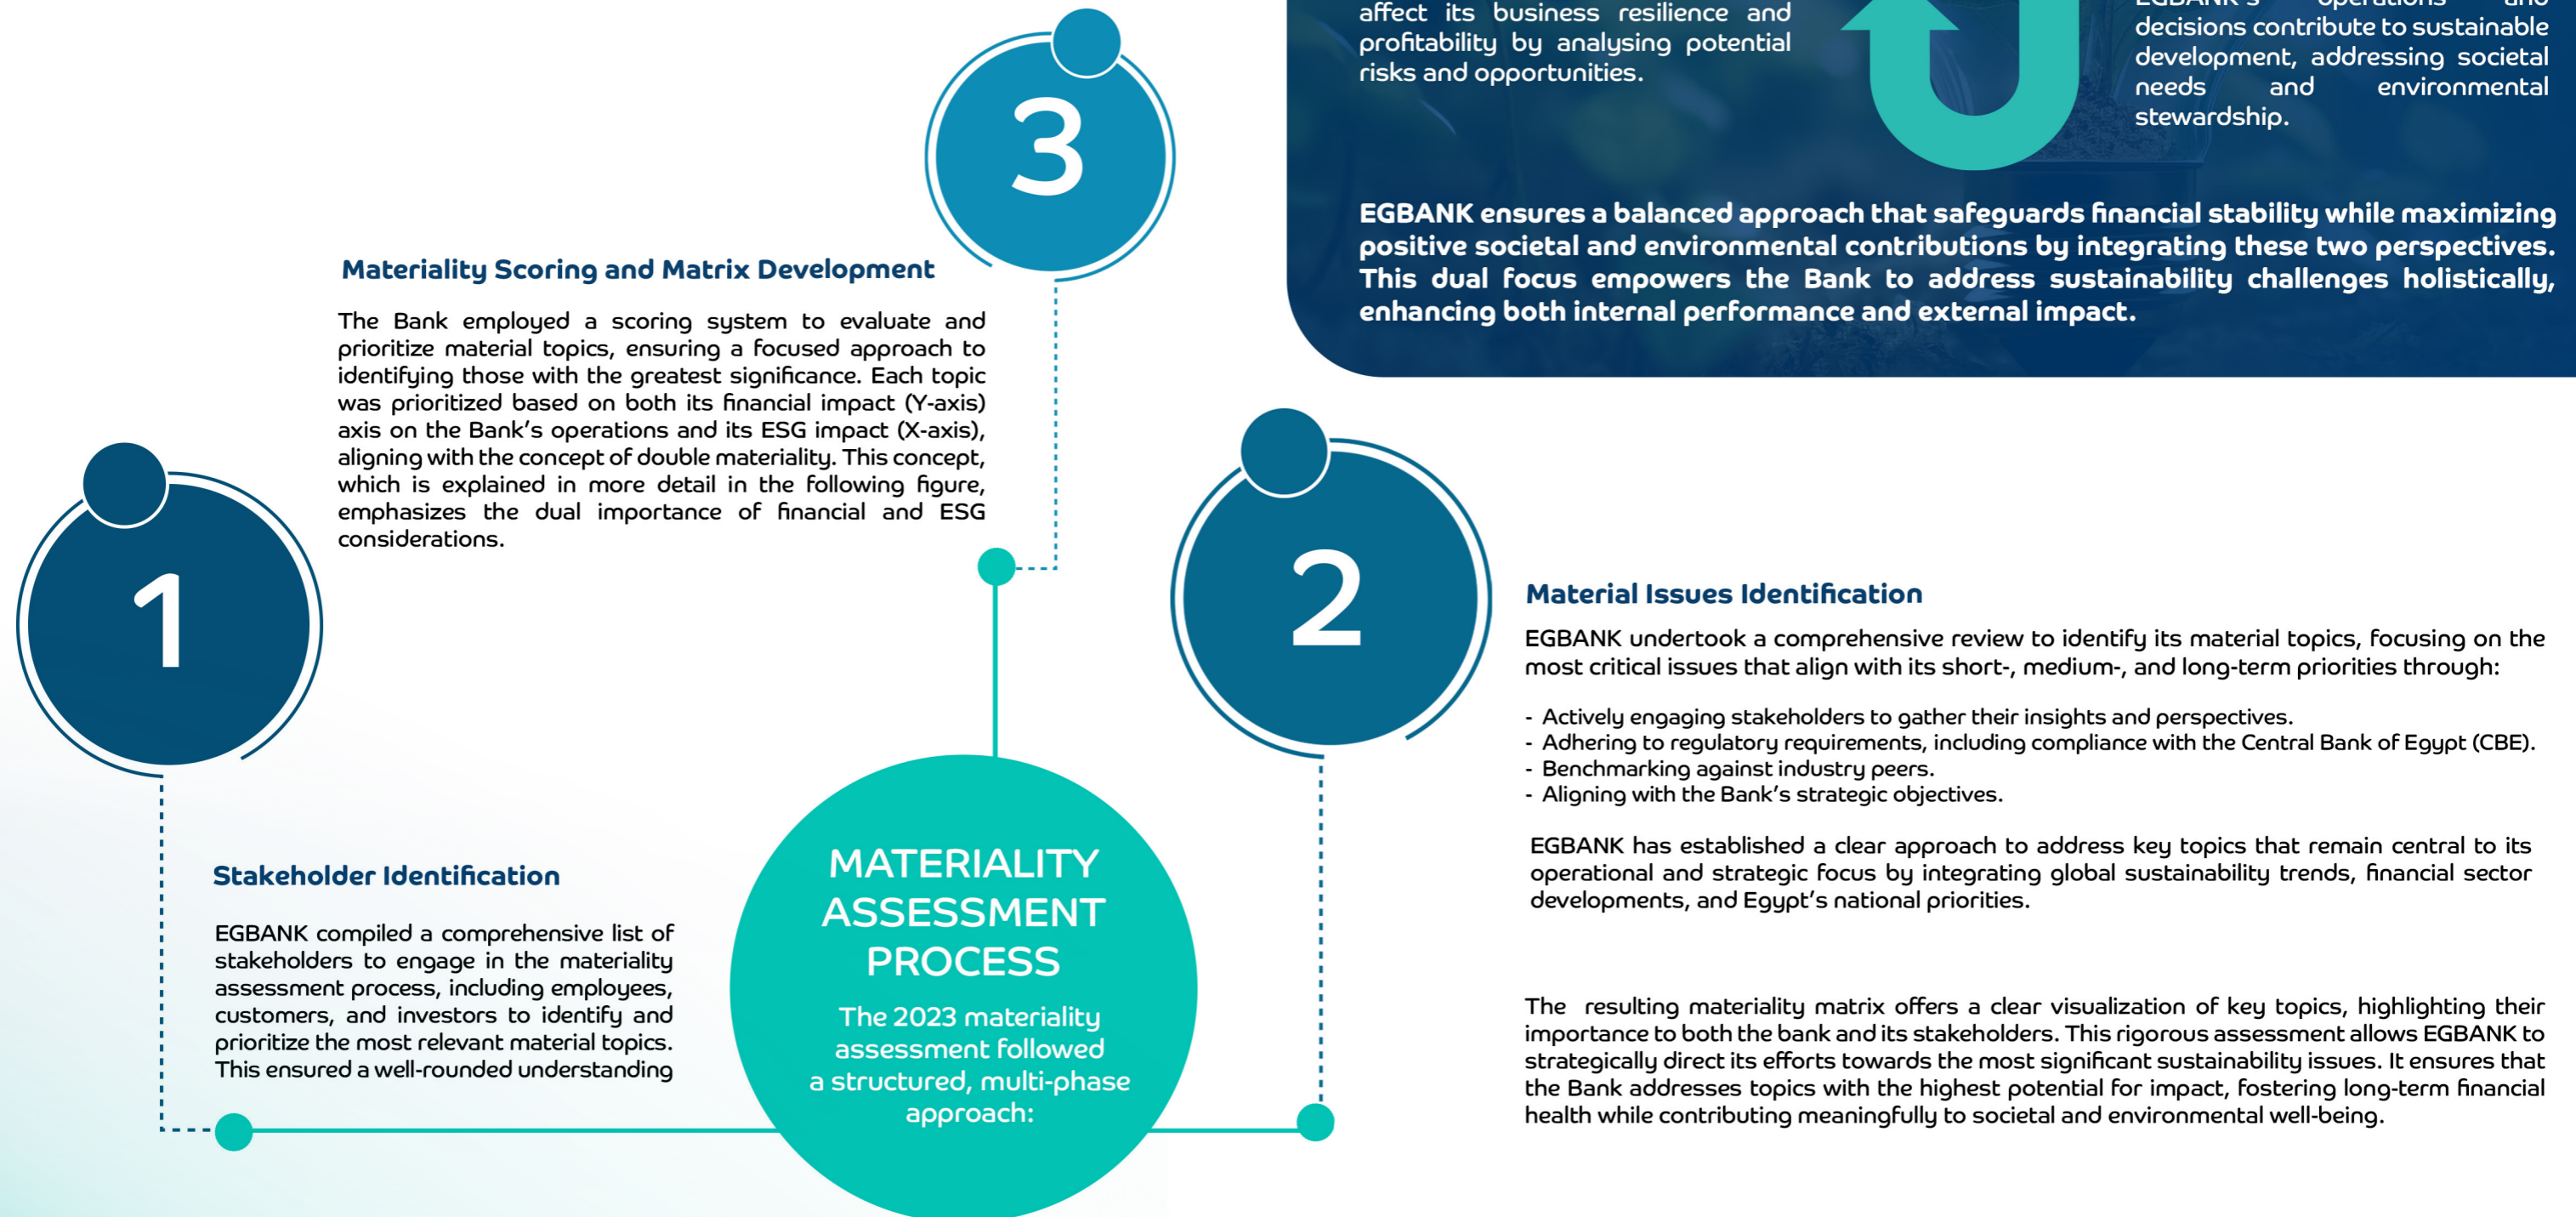 affect its business resilience and
profitability by analysing potential
risks and opportunities.
EGBANK's operations and
decisions contribute to sustainable
development, addressing societal
needs and environmental
stewardship.
EGBANK ensures a balanced approach that safeguards financial stability while maximizing
positive societal and environmental contributions by integrating these two perspectives.
This dual focus empowers the Bank to address sustainability challenges holistically,
enhancing both internal performance and external impact.
3
Materiality Scoring and Matrix Development
The Bank employed a scoring system to evaluate and
prioritize material topics, ensuring a focused approach to
identifying those with the greatest significance. Each topic
was prioritized based on both its financial impact (Y-axis)
axis on the Bank's operations and its ESG impact (X-axis),
aligning with the concept of double materiality. This concept,
which is explained in more detail in the following figure,
emphasizes the dual importance of financial and ESG
considerations.
1
Stakeholder Identification
EGBANK compiled a comprehensive list of
stakeholders to engage in the materiality
assessment process, including employees,
customers, and investors to identify and
prioritize the most relevant material topics.
This ensured a well-rounded understanding
MATERIALITY
ASSESSMENT
PROCESS
The 2023 materiality
assessment followed
a structured, multi-phase
approach:
2
Material Issues Identification
EGBANK undertook a comprehensive review to identify its material topics, focusing on the
most critical issues that align with its short-, medium-, and long-term priorities through:
- Actively engaging stakeholders to gather their insights and perspectives.
- Adhering to regulatory requirements, including compliance with the Central Bank of Egypt (CBE).
- Benchmarking against industry peers.
- Aligning with the Bank's strategic objectives.
EGBANK has established a clear approach to address key topics that remain central to its
operational and strategic focus by integrating global sustainability trends, financial sector
developments, and Egypt's national priorities.
The resulting materiality matrix offers a clear visualization of key topics, highlighting their
importance to both the bank and its stakeholders. This rigorous assessment allows EGBANK to
strategically direct its efforts towards the most significant sustainability issues. It ensures that
the Bank addresses topics with the highest potential for impact, fostering long-term financial
health while contributing meaningfully to societal and environmental well-being.